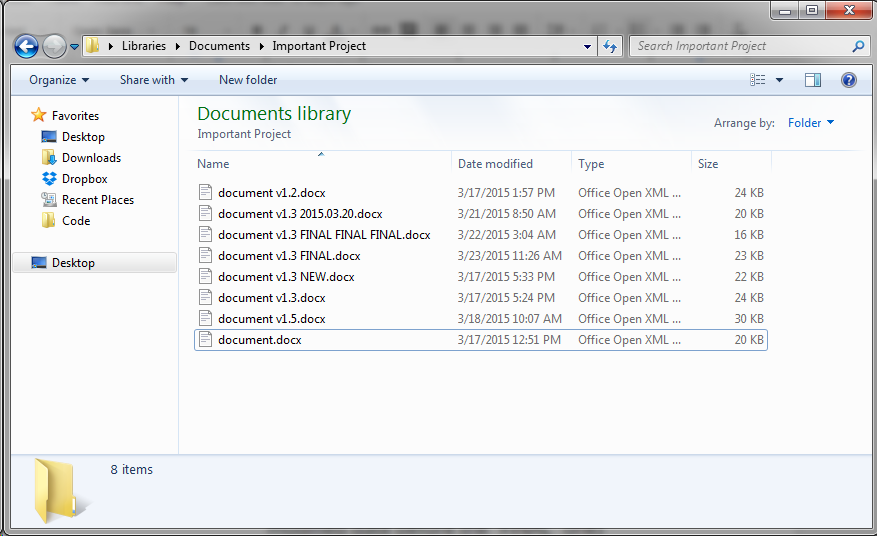 Libraries Documents Important Project
Search Important Project
Organize Share with New folder
Favorites
Desktop
Downloads
Dropbox
Recent Places
Code
Desktop
Documents library
Important Project
Arrange by: Folder
Name Date modified Type Size
document v1.2.docx 3/17/2015 1:57 PM Office Open XML ... 24 KB
document v1.3 2015.03.20.docx 3/21/2015 8:50 AM Office Open XML ... 20 KB
document v1.3 FINAL FINAL FINAL.docx 3/22/2015 3:04 AM Office Open XML ... 16 KB
document v1.3 FINAL.docx 3/23/2015 11:26 AM Office Open XML ... 23 KB
document v1.3 NEW.docx 3/17/2015 5:33 PM Office Open XML ... 22 KB
document v1.3.docx 3/17/2015 5:24 PM Office Open XML ... 24 KB
document v1.5.docx 3/18/2015 10:07 AM Office Open XML ... 30 KB
document.docx 3/17/2015 12:51 PM Office Open XML ... 20 KB
8 items